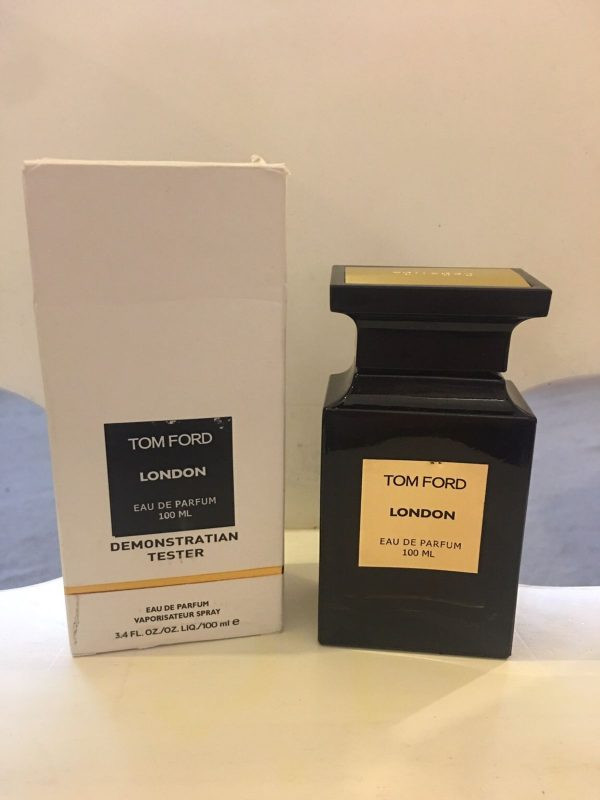 TOM FORD
LONDON
EAU DE PARFUM
100 ML
DEMONSTRATIAN
TESTER
EAU DE PARFUM
VAPORISATEUR SPRAY
3.4 FL. OZ./OZ. LIQ./100 ml e
TOM FORD
LONDON
EAU DE PARFUM
100 ML